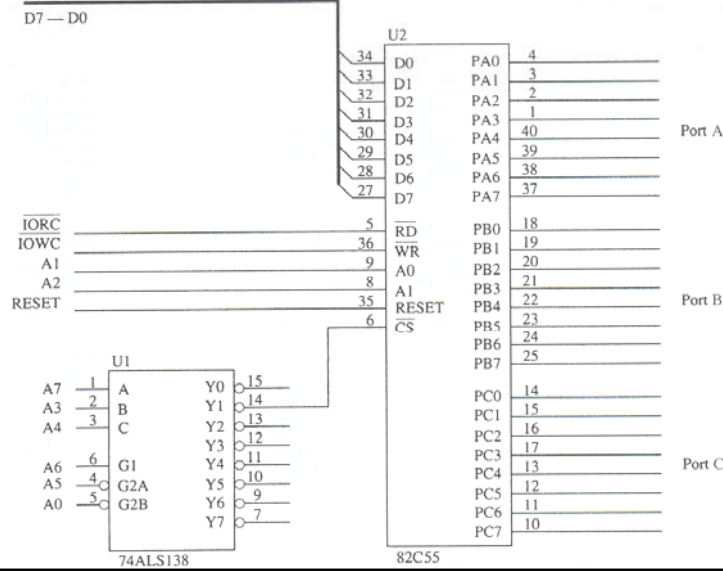 D7 — D0
U2
34 D0 PA0 4
33 D1 PA1 3
32 D2 PA2 2
31 D3 PA3 1
30 D4 PA4 40
29 D5 PA5 39
28 D6 PA6 38
27 D7 PA7 37
Port A
IORC 5 RD PB0 18
IOWC 36 WR PB1 19
A1 9 A0 PB2 20
A2 8 A1 PB3 21
RESET 35 RESET PB4 22
6 CS PB5 23
PB6 24
PB7 25
Port B
U1
A7 1 A Y0 15
A3 2 B Y1 14
A4 3 C Y2 13
Y3 12
A6 6 G1 Y4 11
A5 4 G2A Y5 10
A0 5 G2B Y6 9
Y7 7
74ALS138
PC0 14
PC1 15
PC2 16
PC3 17
PC4 13
PC5 12
PC6 11
PC7 10
Port C
82C55